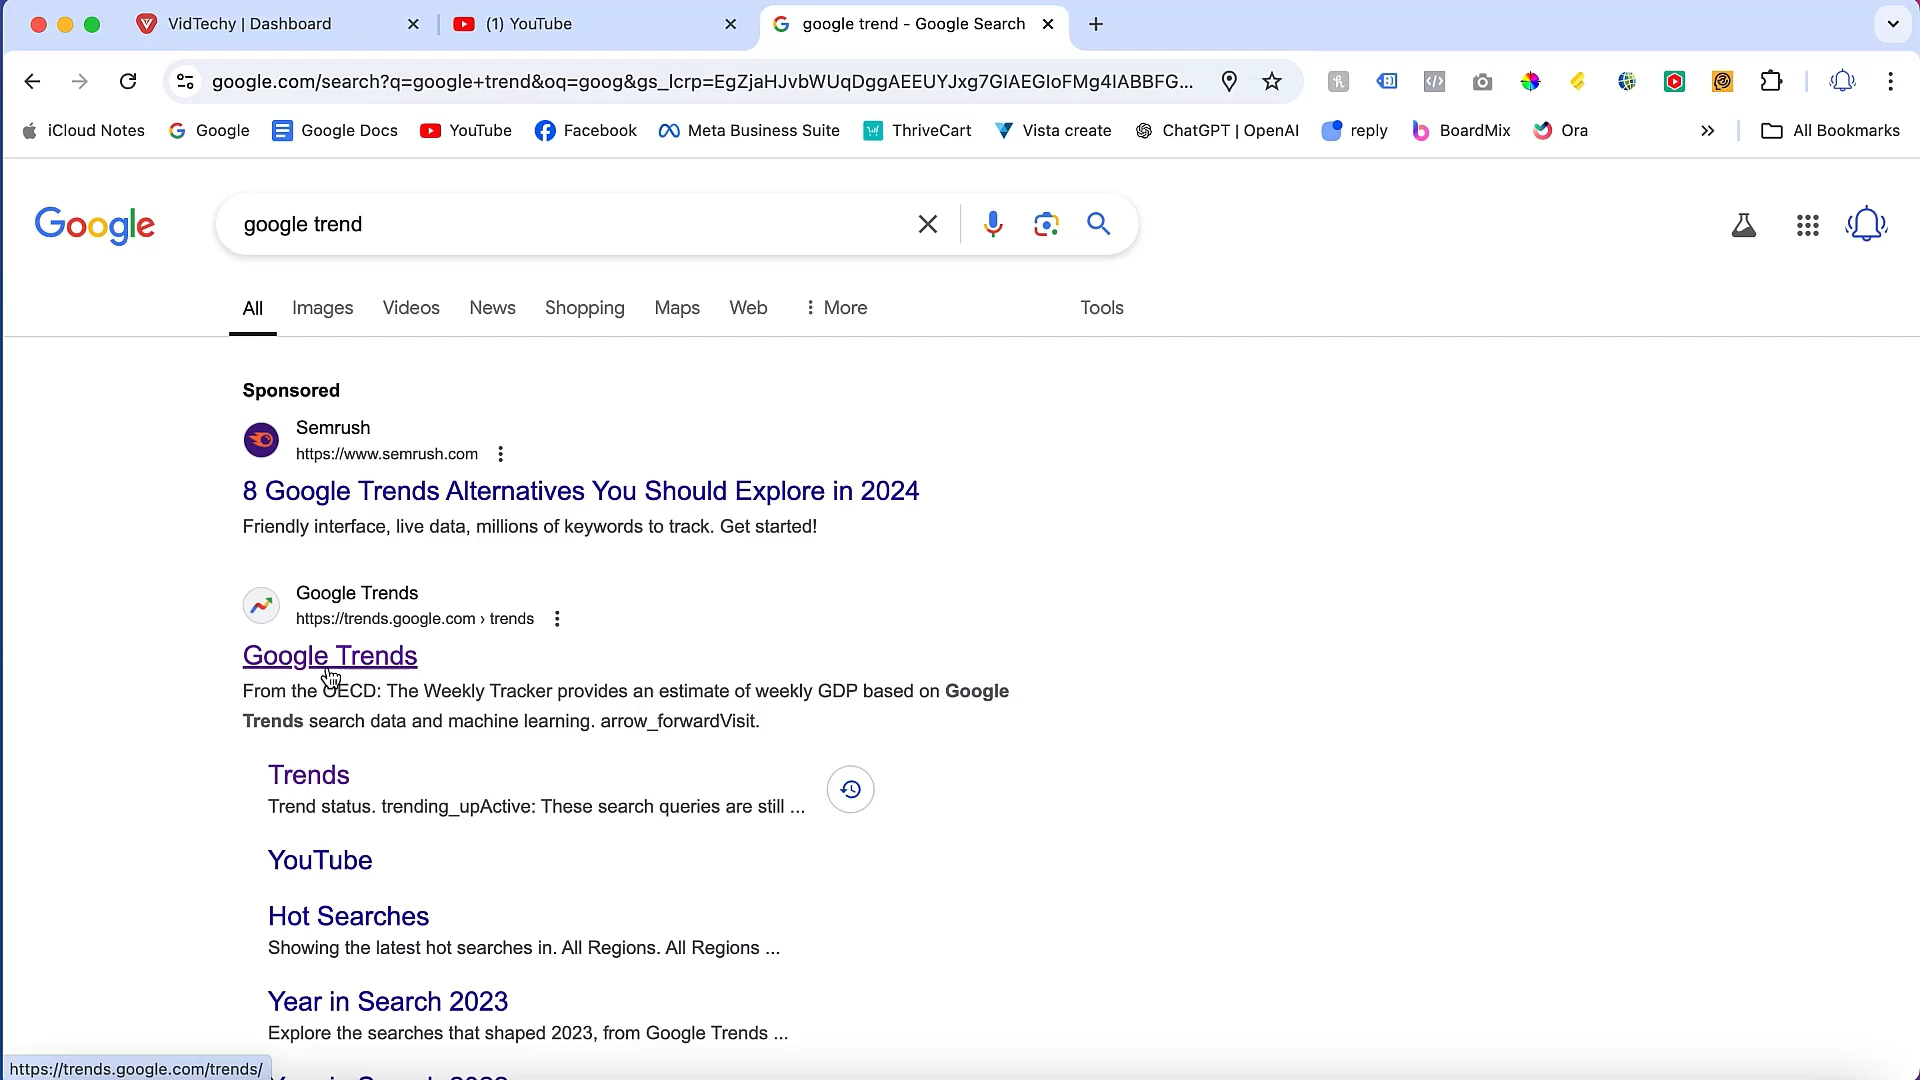 VidTechy | Dashboard
(1) YouTube
google trend - Google Search
google.com/search?q=google+trend&oq=goog&gs_lcrp=EgZjaHJvbWUqDggAEEUYJxg7GIAEGIoFMg4IABBFG...
iCloud Notes
Google
Google Docs
YouTube
Facebook
Meta Business Suite
ThriveCart
Vista create
ChatGPT | OpenAI
reply
BoardMix
Ora
All Bookmarks
Google
google trend
All
Images
Videos
News
Shopping
Maps
Web
More
Tools
Sponsored
Semrush
https://www.semrush.com
8 Google Trends Alternatives You Should Explore in 2024
Friendly interface, live data, millions of keywords to track. Get started!
Google Trends
https://trends.google.com › trends
Google Trends
From the OECD: The Weekly Tracker provides an estimate of weekly GDP based on Google
Trends search data and machine learning. arrow_forwardVisit.
Trends
Trend status. trending_upActive: These search queries are still ...
YouTube
Hot Searches
Showing the latest hot searches in. All Regions. All Regions ...
Year in Search 2023
Explore the searches that shaped 2023, from Google Trends ...
https://trends.google.com/trends/